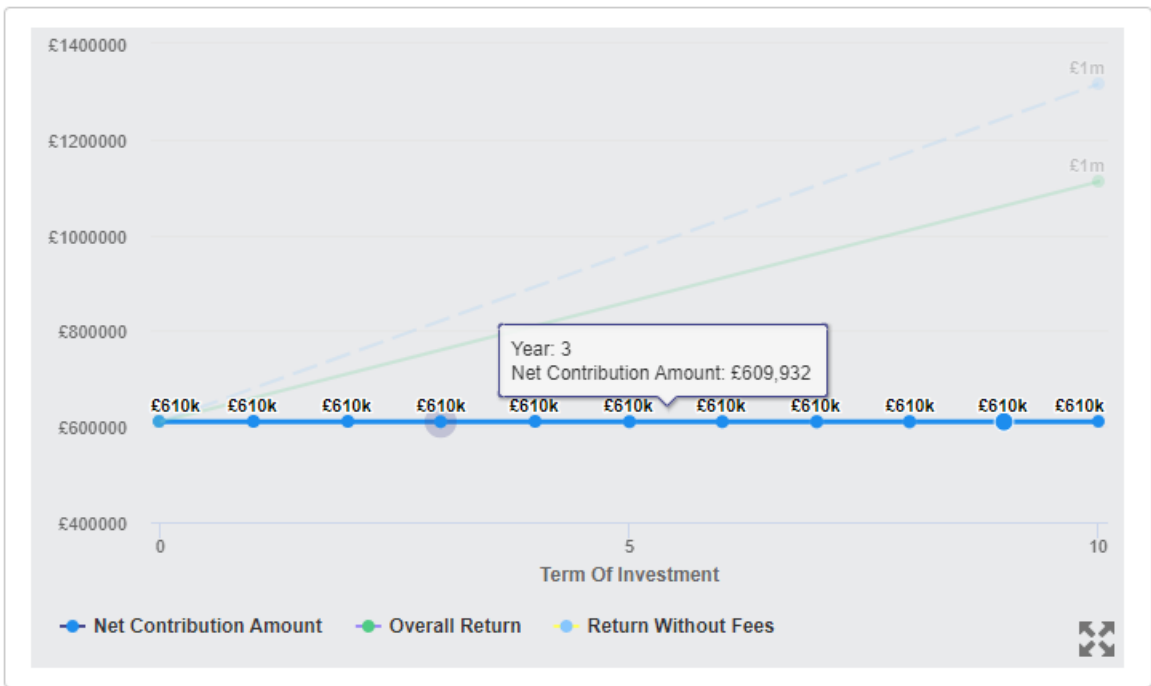 £1400000
£1m
£1200000
£1m
£1000000
£800000
Year: 3
Net Contribution Amount: £609,932
£610k £610k £610k £610k £610k £610k £610k £610k £610k £610k
£600000
£400000
0 5 10
Term Of Investment
Net Contribution Amount Overall Return Return Without Fees